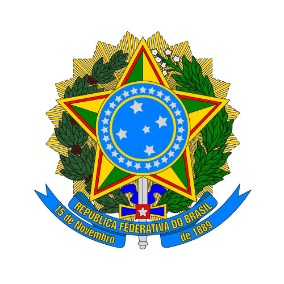 REPÚBLICA FEDERATIVA DO BRASIL
15 de Novembro
de 1889